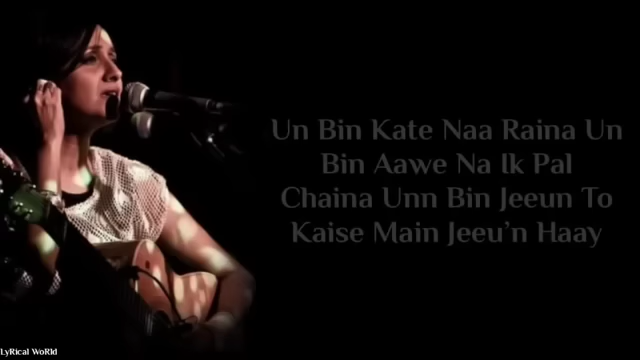 Un Bin Kate Naa Raina Un
Bin Aawe Na Ik Pal
Chaina Unn Bin Jeeun To
Kaise Main Jeeu’n Haay
LyRical WoRld